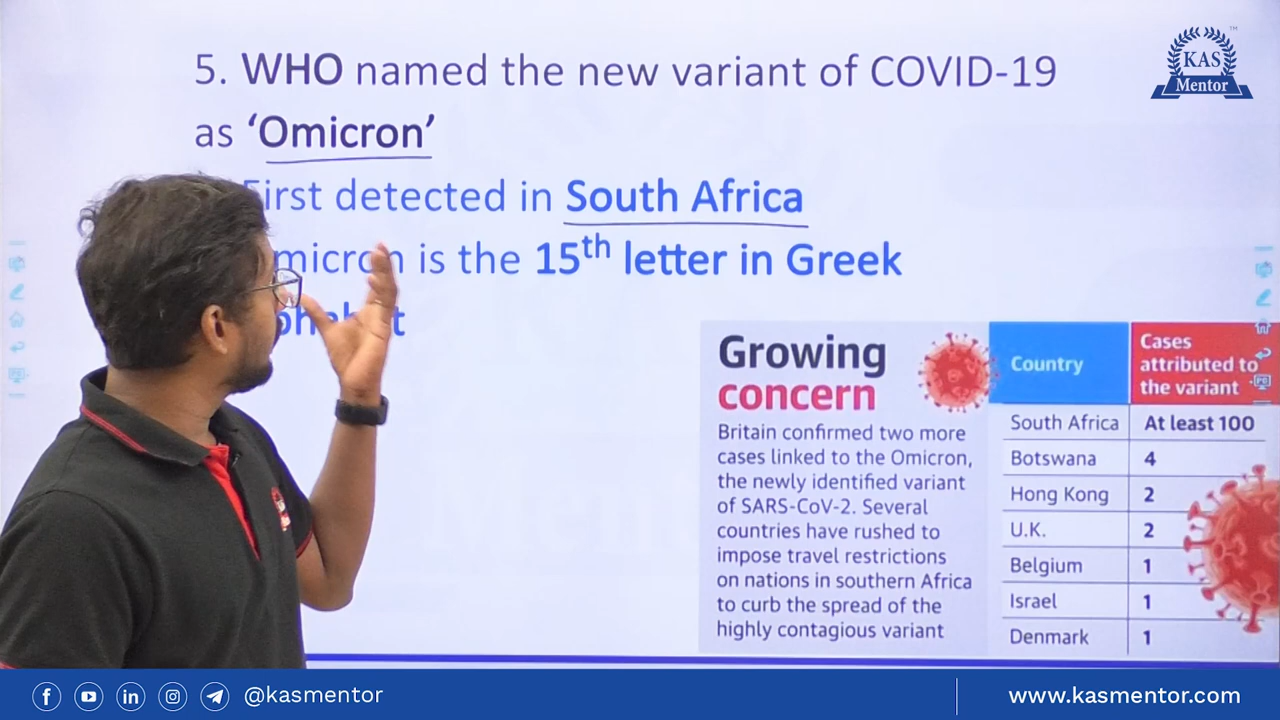 5. WHO named the new variant of COVID-19
as ‘Omicron’
First detected in South Africa
omicron is the 15th letter in Greek
KAS
Mentor
TM
Growing
concern
Britain confirmed two more
cases linked to the Omicron,
the newly identified variant
of SARS-CoV-2. Several
countries have rushed to
impose travel restrictions
on nations in southern Africa
to curb the spread of the
highly contagious variant
Country Cases attributed to the variant
South Africa At least 100
Botswana 4
Hong Kong 2
U.K. 2
Belgium 1
Israel 1
Denmark 1
@kasmentor
www.kasmentor.com